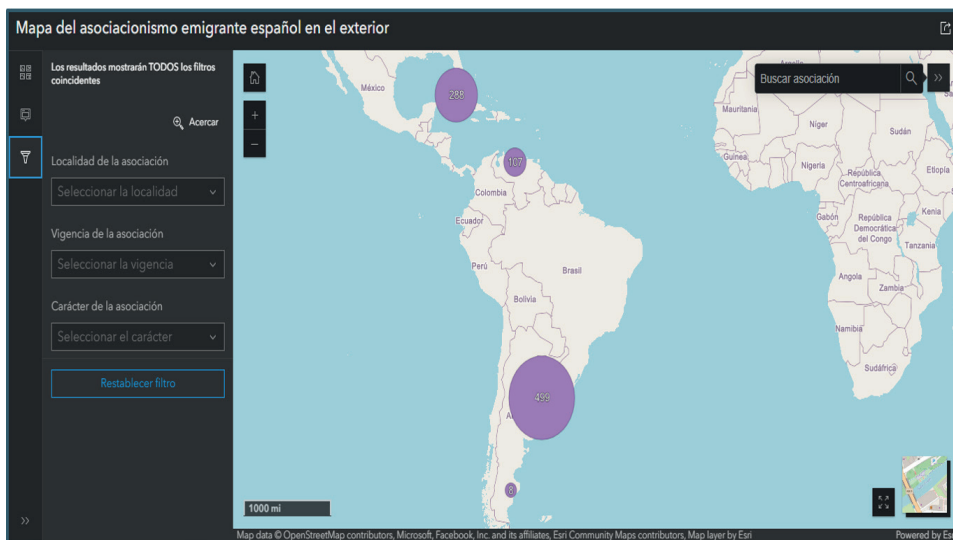 Mapa del asociacionismo emigrante español en el exterior
Los resultados mostrarán TODOS los filtros
coincidentes
Acercar
Localidad de la asociación
Seleccionar la localidad
Vigencia de la asociación
Seleccionar la vigencia
Carácter de la asociación
Seleccionar el carácter
Restablecer filtro
Buscar asociación
México
288
107
Colombia
Ecuador
Perú
Brasil
Bolivia
499
8
Mauritania
Níger
Sudán
Guinea
Nigeria
Etiopía
República
Centroafricana
Gabón
República
Democrática
del Congo
Kenia
Tanzania
Angola
Zambia
Namibia
Sudáfrica
1000 mi
Map data © OpenStreetMap contributors, Microsoft, Facebook, Inc. and its affiliates, Esri Community Maps contributors, Map layer by Esri
Powered by Esri